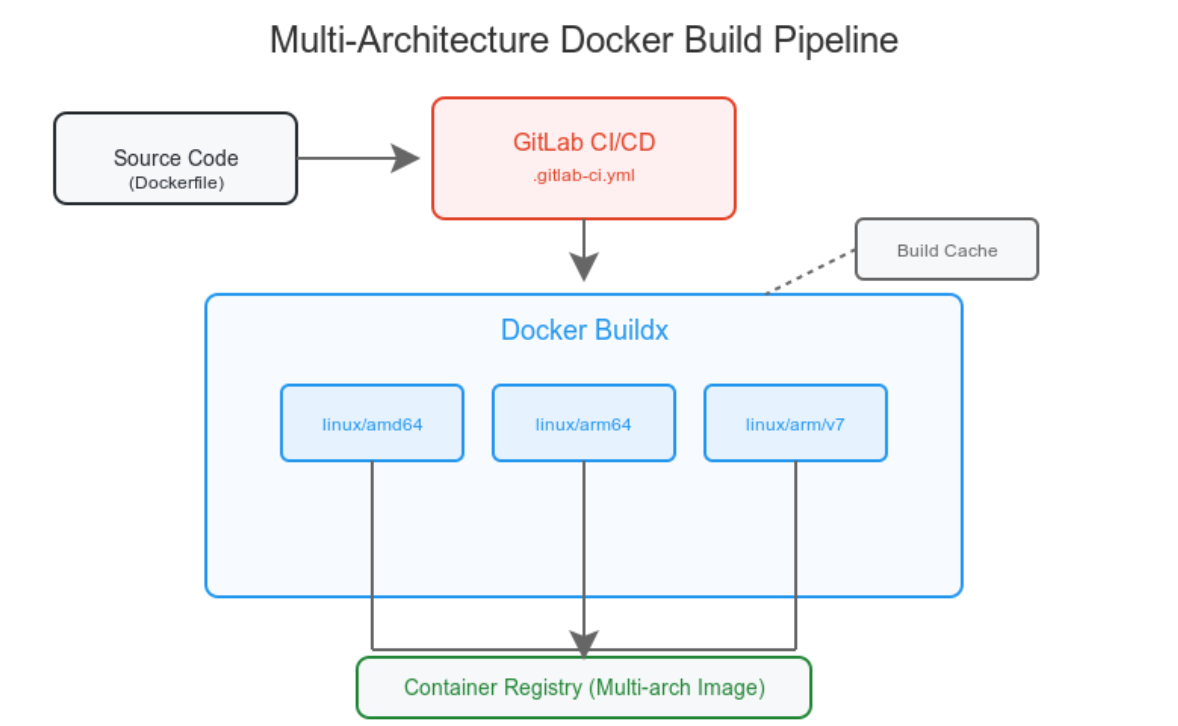 Multi-Architecture Docker Build Pipeline
Source Code
(Dockerfile)
GitLab CI/CD
.gitlab-ci.yml
Build Cache
Docker Buildx
linux/amd64
linux/arm64
linux/arm/v7
Container Registry (Multi-arch Image)